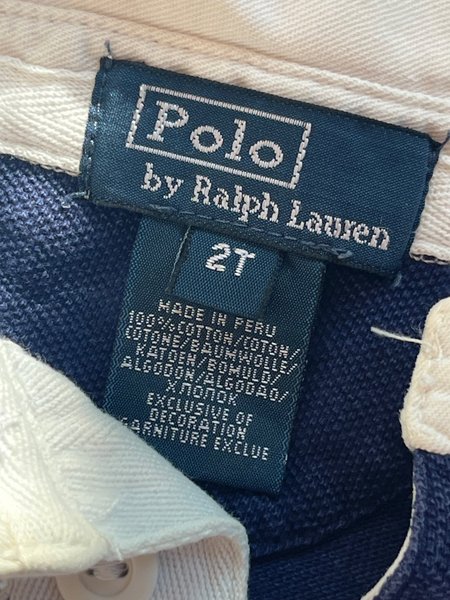 Polo
by Ralph Lauren
2T
MADE IN PERU
100%COTTON/COTON/
COTONE/BAUMWOLLE/
KATOEN/BOMULD/
ALGODON/ALGODAO/
ХЛОПОК
EXCLUSIVE OF
DECORATION
GARNITURE EXCLUE